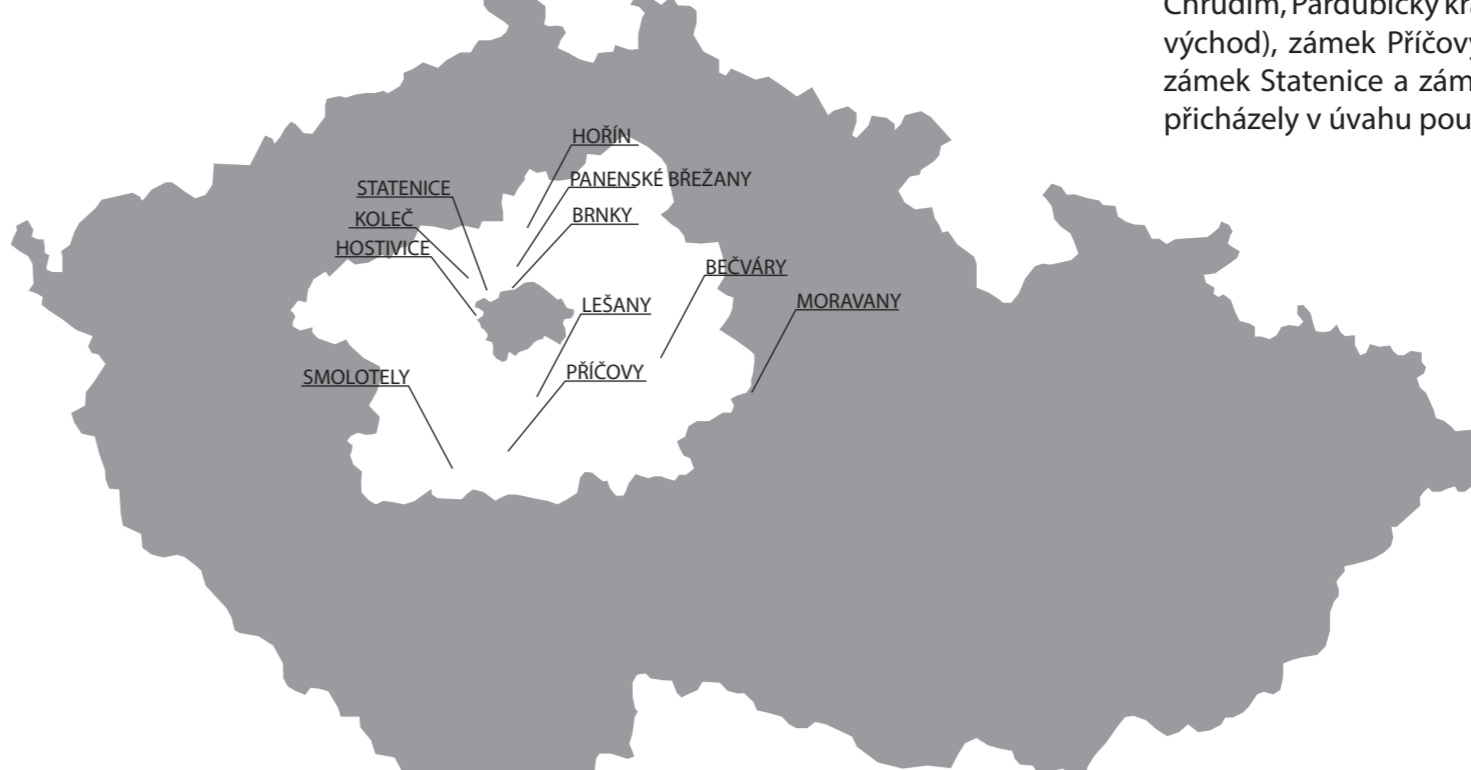 Chrudim, Pardubický kra
východ), zámek Příčovy
zámek Statenice a zám
přicházely v úvahu pou
HOŘÍN
STATENICE
PANENSKÉ BŘEŽANY
KOLEČ
BRNKY
HOSTIVICE
BEČVÁRY
LEŠANY
MORAVANY
SMOLOTELY
PŘÍČOVY